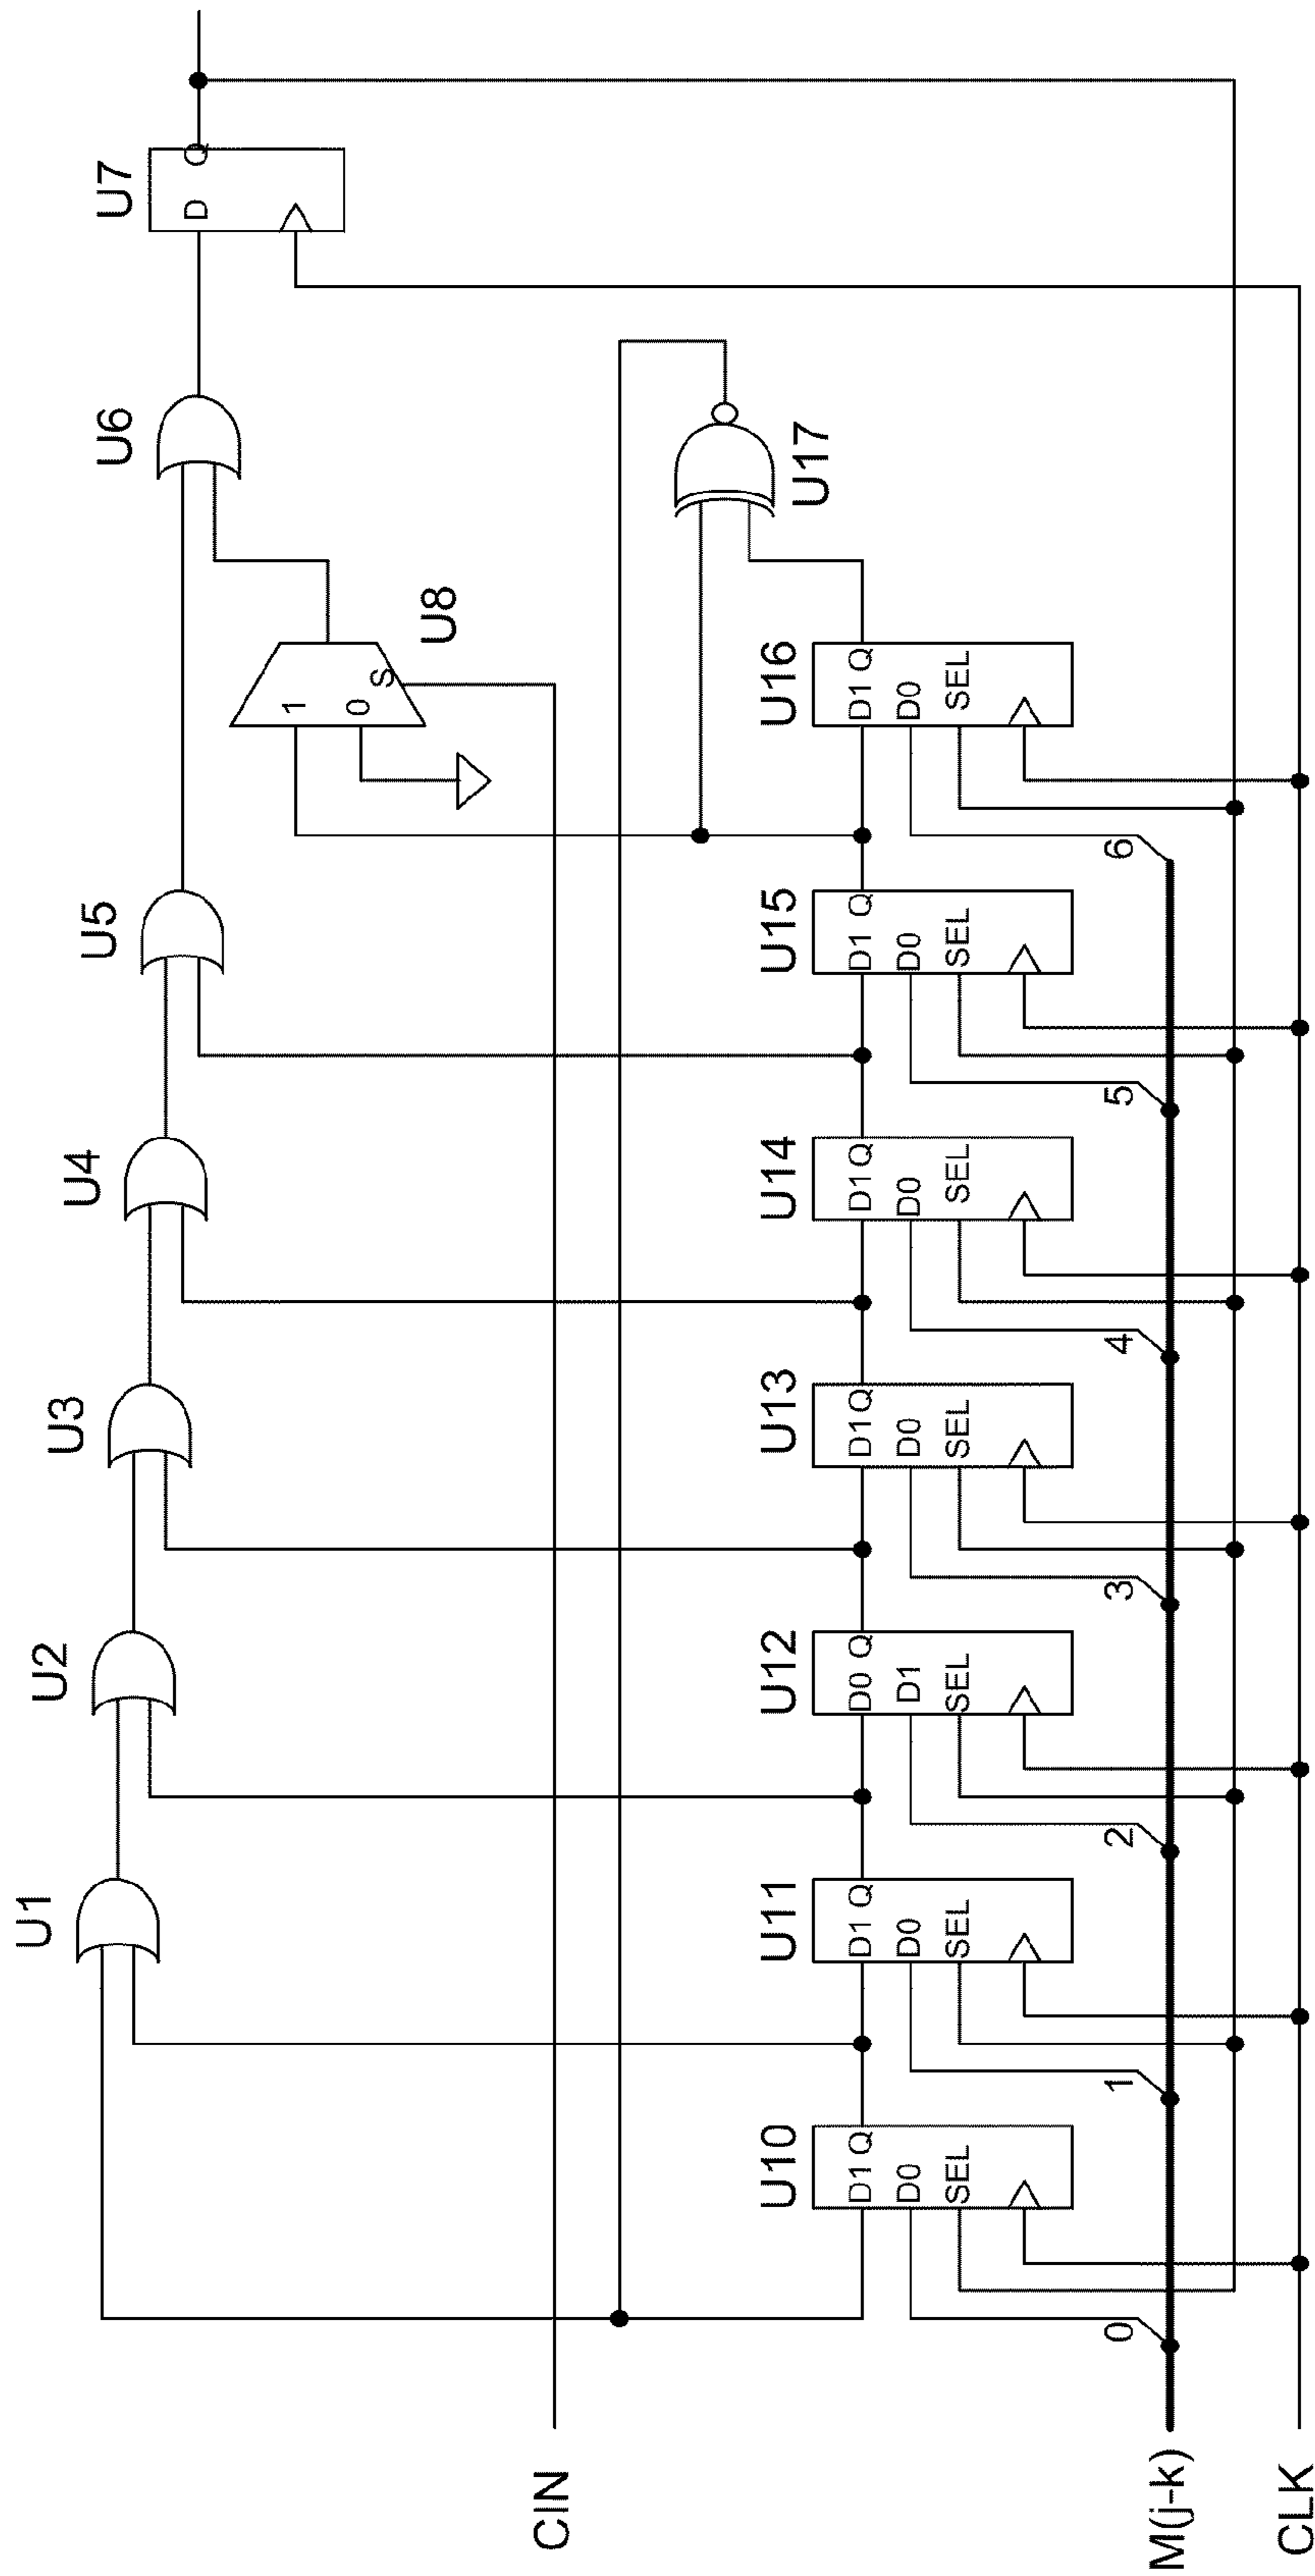 U1
U2
U3
U4
U5
U6
U7
D Q
U8
1
0
S
CIN
U17
U10
D1 Q
D0
SEL
U11
D1 Q
D0
SEL
U12
D0 Q
D1
SEL
U13
D1 Q
D0
SEL
U14
D1 Q
D0
SEL
U15
D1 Q
D0
SEL
U16
D1 Q
D0
SEL
0
1
2
3
4
5
6
M(j-k)
CLK